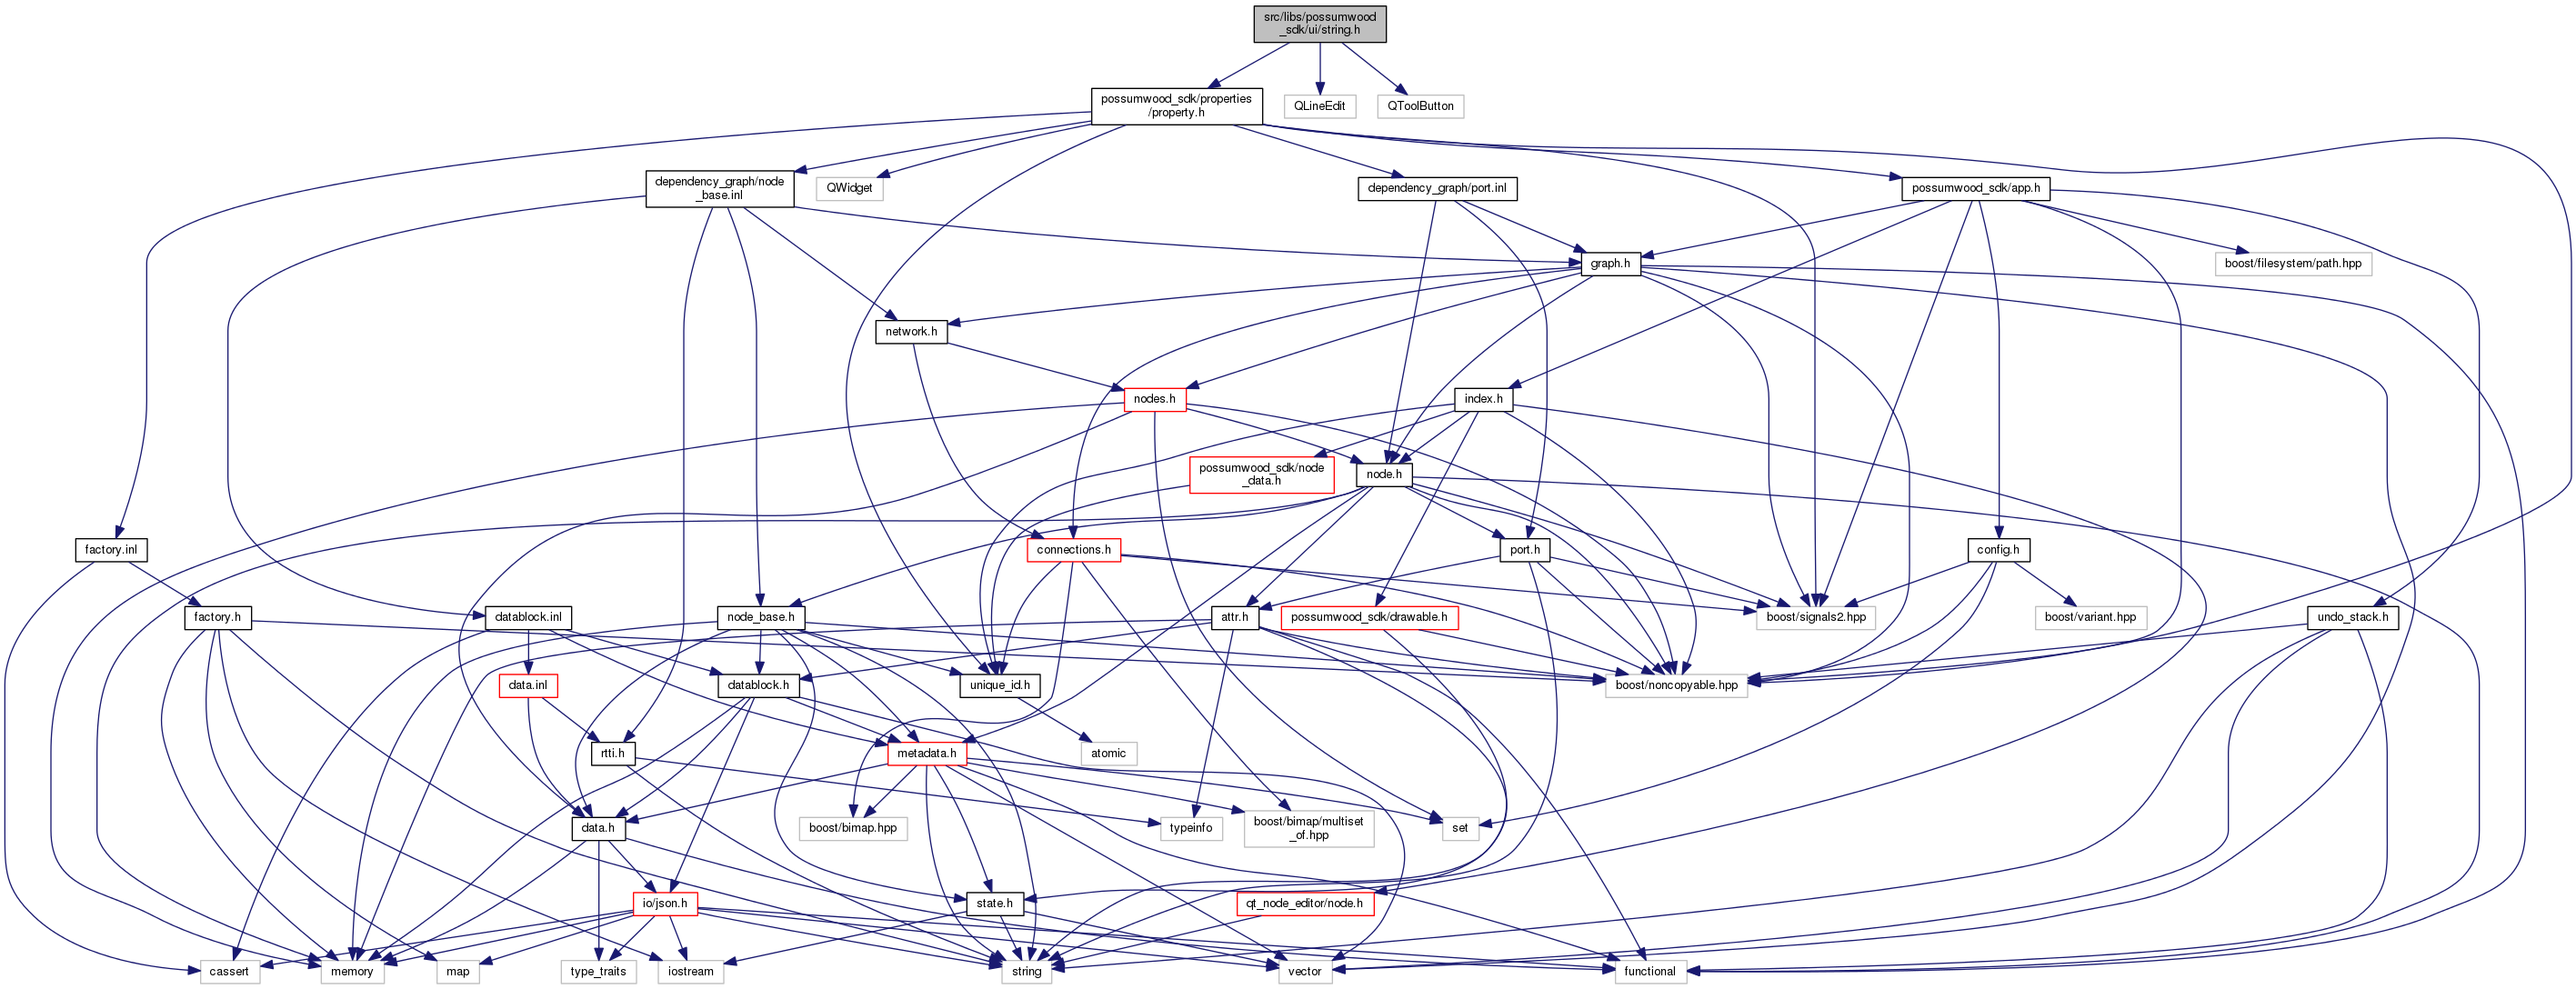 src/libs/possumwood
_sdk/ui/string.h
possumwood_sdk/properties
/property.h
QLineEdit
QToolButton
dependency_graph/node
_base.inl
QWidget
dependency_graph/port.inl
possumwood_sdk/app.h
graph.h
boost/filesystem/path.hpp
network.h
nodes.h
index.h
possumwood_sdk/node
_data.h
node.h
factory.inl
connections.h
port.h
config.h
factory.h
datablock.inl
node_base.h
attr.h
possumwood_sdk/drawable.h
boost/signals2.hpp
boost/variant.hpp
undo_stack.h
data.inl
datablock.h
unique_id.h
boost/noncopyable.hpp
rtti.h
metadata.h
atomic
data.h
boost/bimap.hpp
typeinfo
boost/bimap/multiset
_of.hpp
set
io/json.h
state.h
qt_node_editor/node.h
cassert
memory
map
type_traits
iostream
string
vector
functional